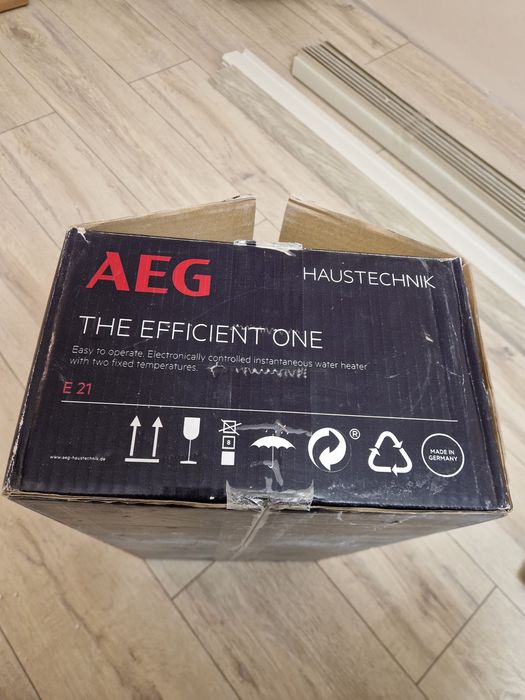 AEG
HAUSTECHNIK
THE EFFICIENT ONE
Easy to operate. Electronically controlled instantaneous water heater
with two fixed temperatures.
E 21
8
®
MADE IN
GERMANY
www.aeg-haustechnik.de